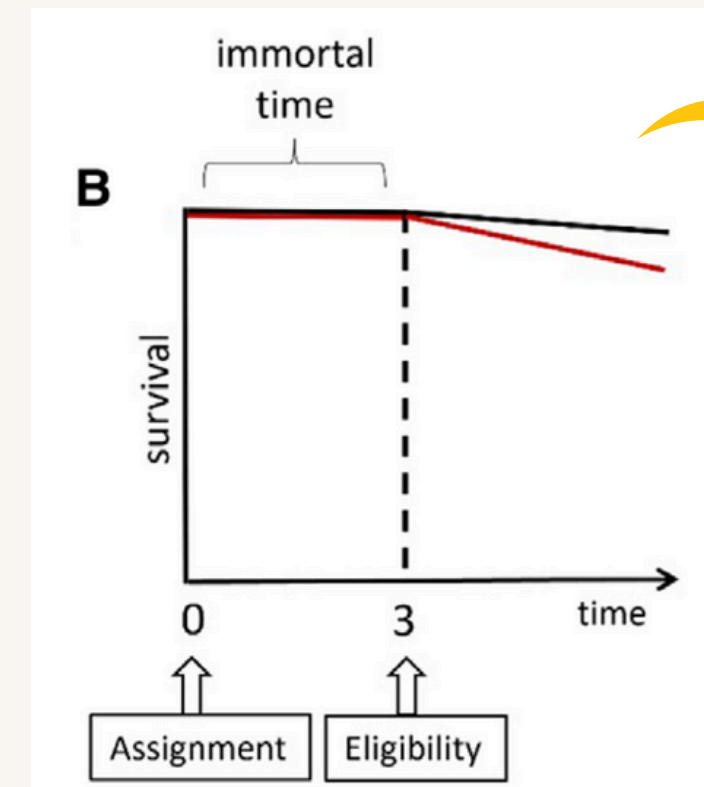 immortal
time
B
survival
0
3
time
Assignment
Eligibility